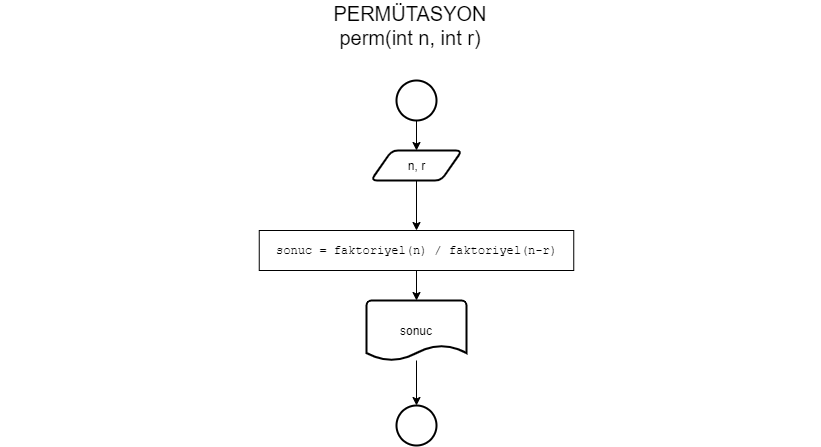 PERMÜTASYON
perm(int n, int r)
n, r
sonuc = faktoriyel(n) / faktoriyel(n-r)
sonuc